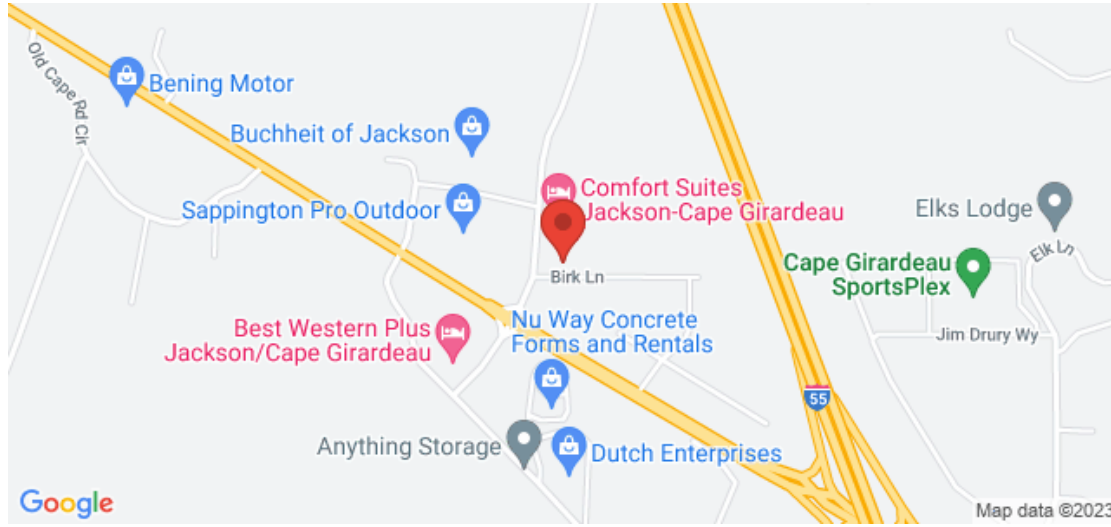 Old Cape Rd Cir
Bening Motor
Buchheit of Jackson
Comfort Suites
Jackson-Cape Girardeau
Sappington Pro Outdoor
Elks Lodge
Elk Ln
Cape Girardeau
SportsPlex
Birk Ln
Nu Way Concrete
Forms and Rentals
Best Western Plus
Jackson/Cape Girardeau
Jim Drury Wy
55
Anything Storage
Dutch Enterprises
Google
Map data ©2023